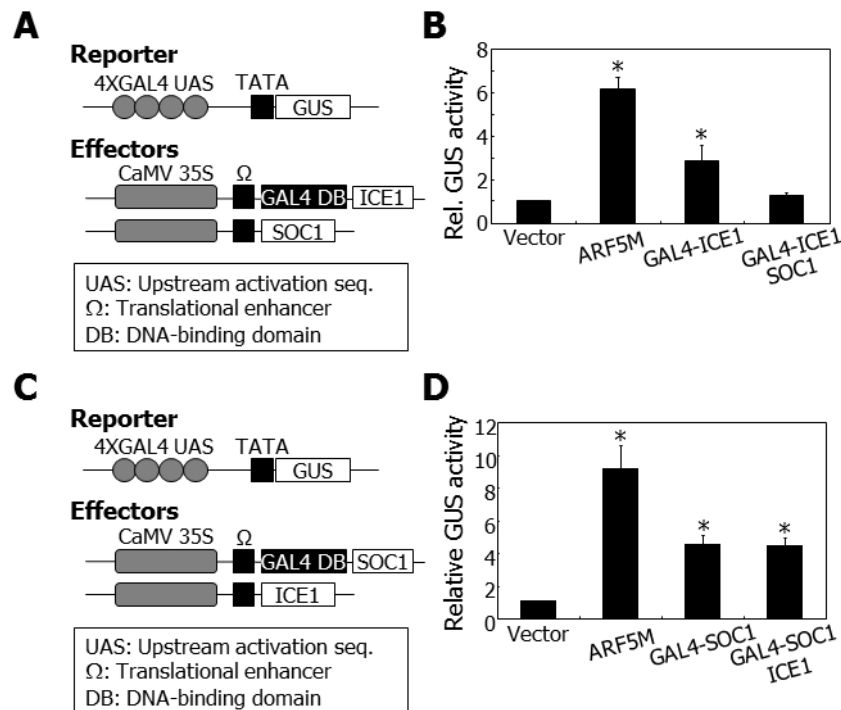 A
Reporter
4XGAL4 UAS TATA
GUS
Effectors
CaMV 35S Ω
GAL4 DB ICE1
SOC1
UAS: Upstream activation seq.
Ω: Translational enhancer
DB: DNA-binding domain
B
Rel. GUS activity
8
6
4
2
0
Vector
ARF5M
GAL4-ICE1
GAL4-ICE1
SOC1
*
*
C
Reporter
4XGAL4 UAS TATA
GUS
Effectors
CaMV 35S Ω
GAL4 DB SOC1
ICE1
UAS: Upstream activation seq.
Ω: Translational enhancer
DB: DNA-binding domain
D
Relative GUS activity
12
10
8
6
4
2
0
Vector
ARF5M
GAL4-SOC1
GAL4-SOC1
ICE1
*
*
*